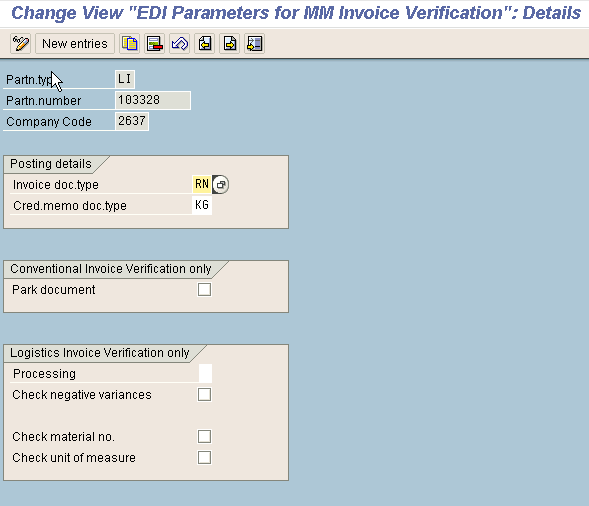 Change View "EDI Parameters for MM Invoice Verification": Details
New entries
Partn.type LI
Partn.number 103328
Company Code 2637
Posting details
Invoice doc.type RN
Cred.memo doc.type KG
Conventional Invoice Verification only
Park document
Logistics Invoice Verification only
Processing
Check negative variances
Check material no.
Check unit of measure